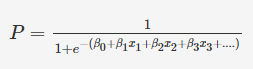 P = 1 / 1+e^−(β₀+β₁x₁+β₂x₂+β₃x₃+....)